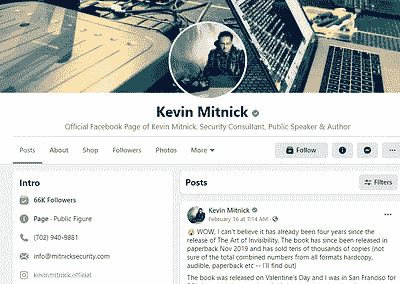 Kevin Mitnick
Official Facebook Page of Kevin Mitnick, Security Consultant, Public Speaker & Author
Posts About Shop Followers Photos More
Follow
Intro
66K Followers
Page · Public Figure
(702) 940-9881
info@mitnicksecurity.com
kevinmitnick.official
Posts
Filters
Kevin Mitnick
February 16 at 7:14 AM ·
WOW, I can't believe it has already been four years since the
release of The Art of Invisibility. The book has since been released in
paperback Nov 2019 and has sold tens of thousands of copies (not
sure of the total combined numbers from all formats hardcopy,
audible, paperback etc -- I'll find out)
The book was released on Valentine's Day and I was in San Francisco for